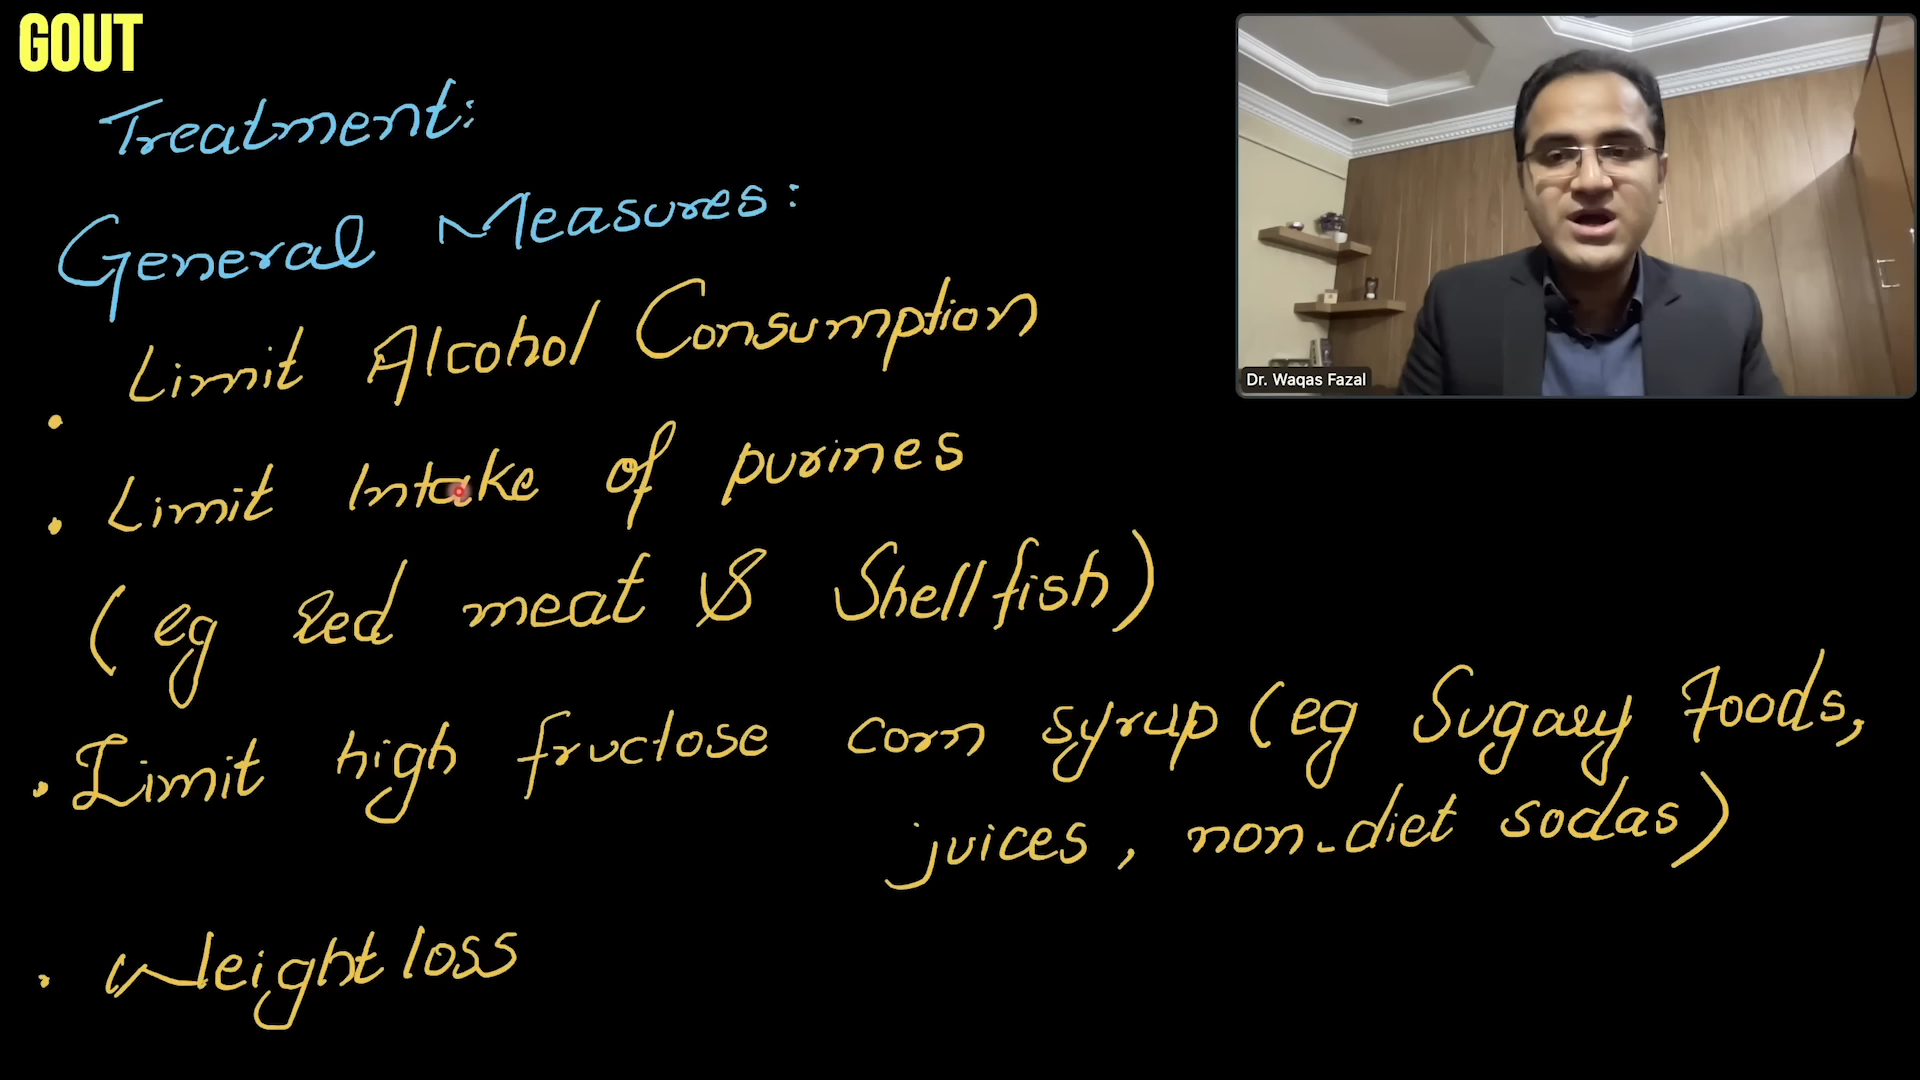 GOUT
Treatment:
General Measures:
• Limit Alcohol Consumption
• Limit Intake of purines
(eg Red meat & Shellfish)
• Limit high fructose corn syrup (eg Sugary Foods,
juices, non-diet sodas)
• Weight loss
Dr. Waqas Fazal